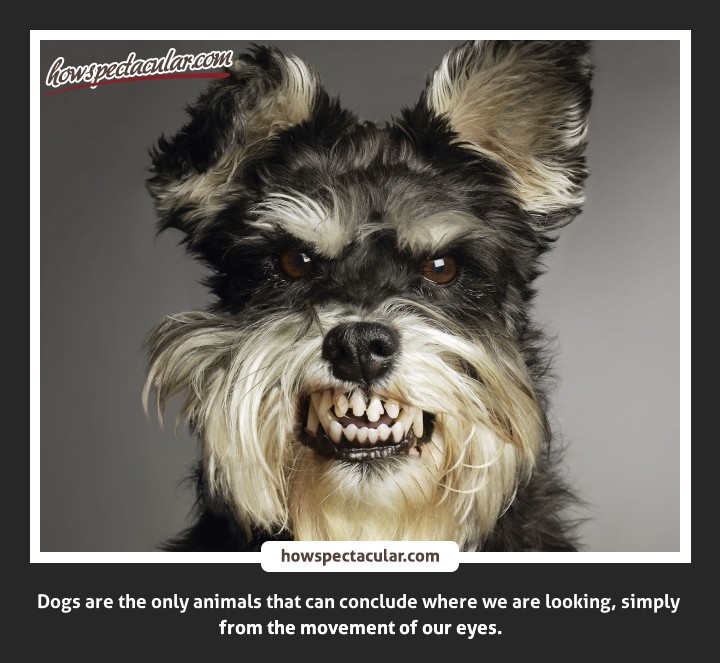 howspectacular.com
howspectacular.com
Dogs are the only animals that can conclude where we are looking, simply
from the movement of our eyes.